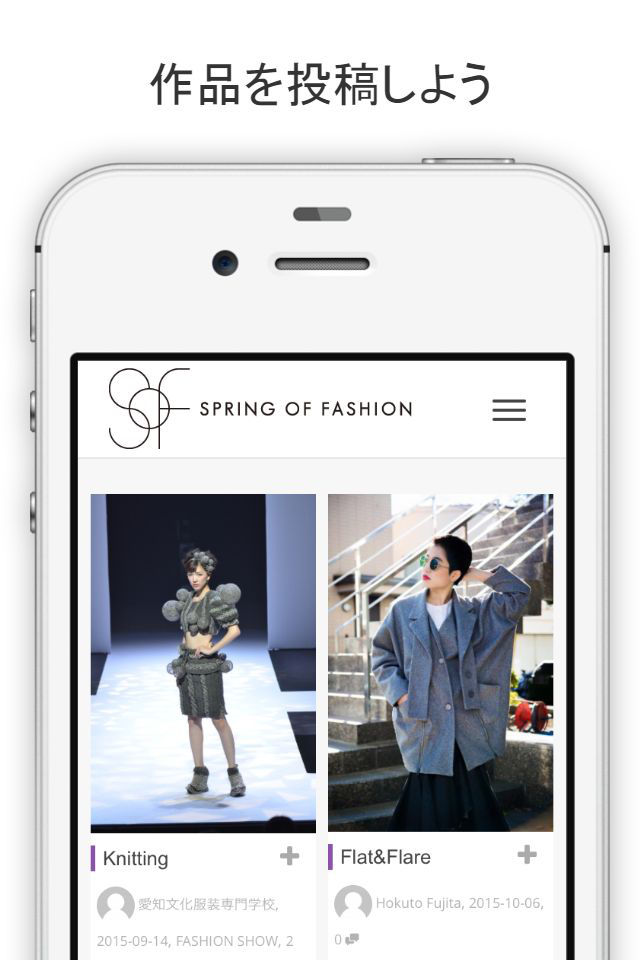 作品を投稿しよう
SOF SPRING OF FASHION
Knitting
愛知文化服装専門学校,
2015-09-14, FASHION SHOW, 2
Flat&Flare
Hokuto Fujita, 2015-10-06,
0